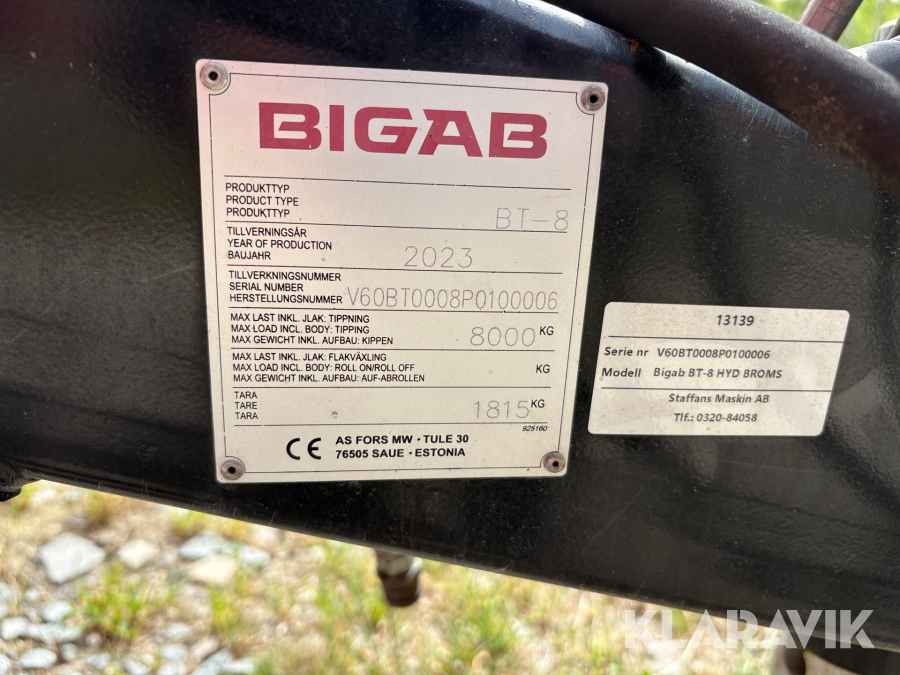 BIGAB
PRODUKTTYP
PRODUCT TYPE
PRODUKTTYP
BT-8
TILLVERNINGSÅR
YEAR OF PRODUCTION
BAUJAHR
2023
TILLVERKNINGSNUMMER
SERIAL NUMBER
HERSTELLUNGSNUMMER
V60BT0008P0100006
MAX LAST INKL. JLAK: TIPPNING
MAX LOAD INCL. BODY: TIPPING
MAX GEWICHT INKL. AUFBAU: KIPPEN
8000 KG
MAX LAST INKL. JLAK: FLAKVÄXLING
MAX LOAD INCL. BODY: ROLL ON/ROLL OFF
MAX GEWICHT INKL. AUFBAU: AUF-ABROLLEN
KG
TARA
TARE
TARA
1815 KG
925160
CE
AS FORS MW · TULE 30
76505 SAUE · ESTONIA
13139
Serie nr V60BT0008P0100006
Modell Bigab BT-8 HYD BROMS
Staffans Maskin AB
Tlf.: 0320-84058
KLARAVIK